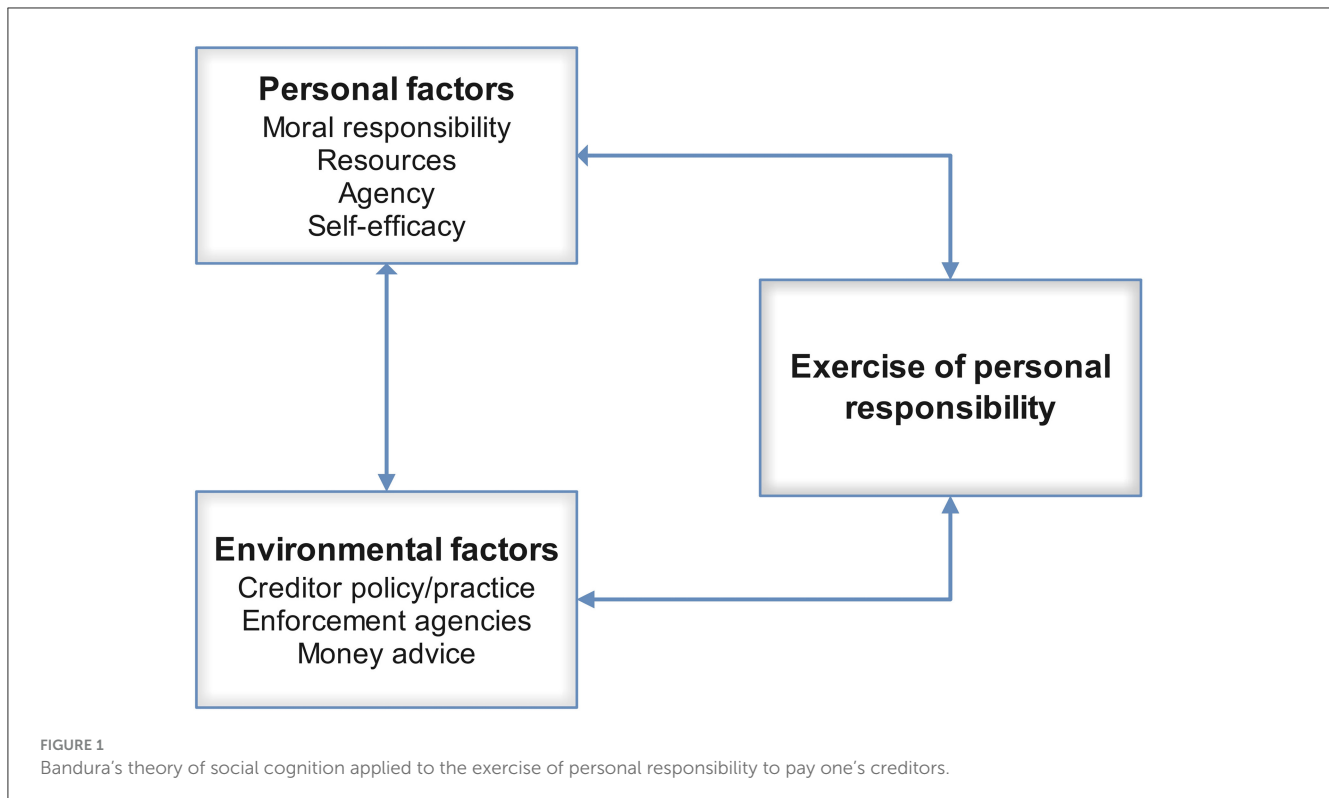 Personal factors
Moral responsibility
Resources
Agency
Self-efficacy
Exercise of personal
responsibility
Environmental factors
Creditor policy/practice
Enforcement agencies
Money advice
FIGURE 1
Bandura’s theory of social cognition applied to the exercise of personal responsibility to pay one’s creditors.